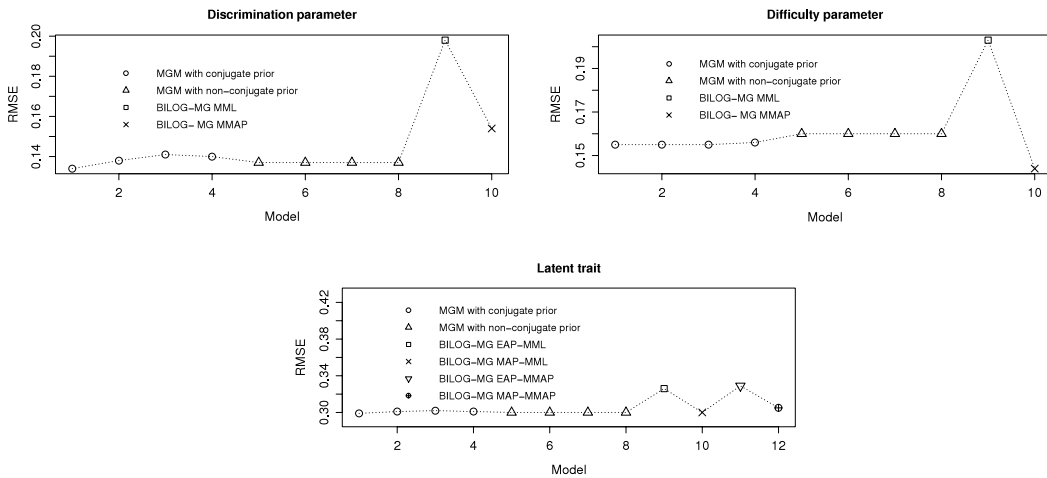 Discrimination parameter
RMSE
0.20
0.18
0.16
0.14
MGM with conjugate prior
MGM with non-conjugate prior
BILOG-MG MML
BILOG- MG MMAP
2 4 6 8 10
Model
Difficulty parameter
RMSE
0.19
0.17
0.15
MGM with conjugate prior
MGM with non-conjugate prior
BILOG-MG MML
BILOG- MG MMAP
2 4 6 8 10
Model
Latent trait
RMSE
0.42
0.38
0.34
0.30
MGM with conjugate prior
MGM with non-conjugate prior
BILOG-MG EAP-MML
BILOG-MG MAP-MML
BILOG-MG EAP-MMAP
BILOG-MG MAP-MMAP
2 4 6 8 10 12
Model